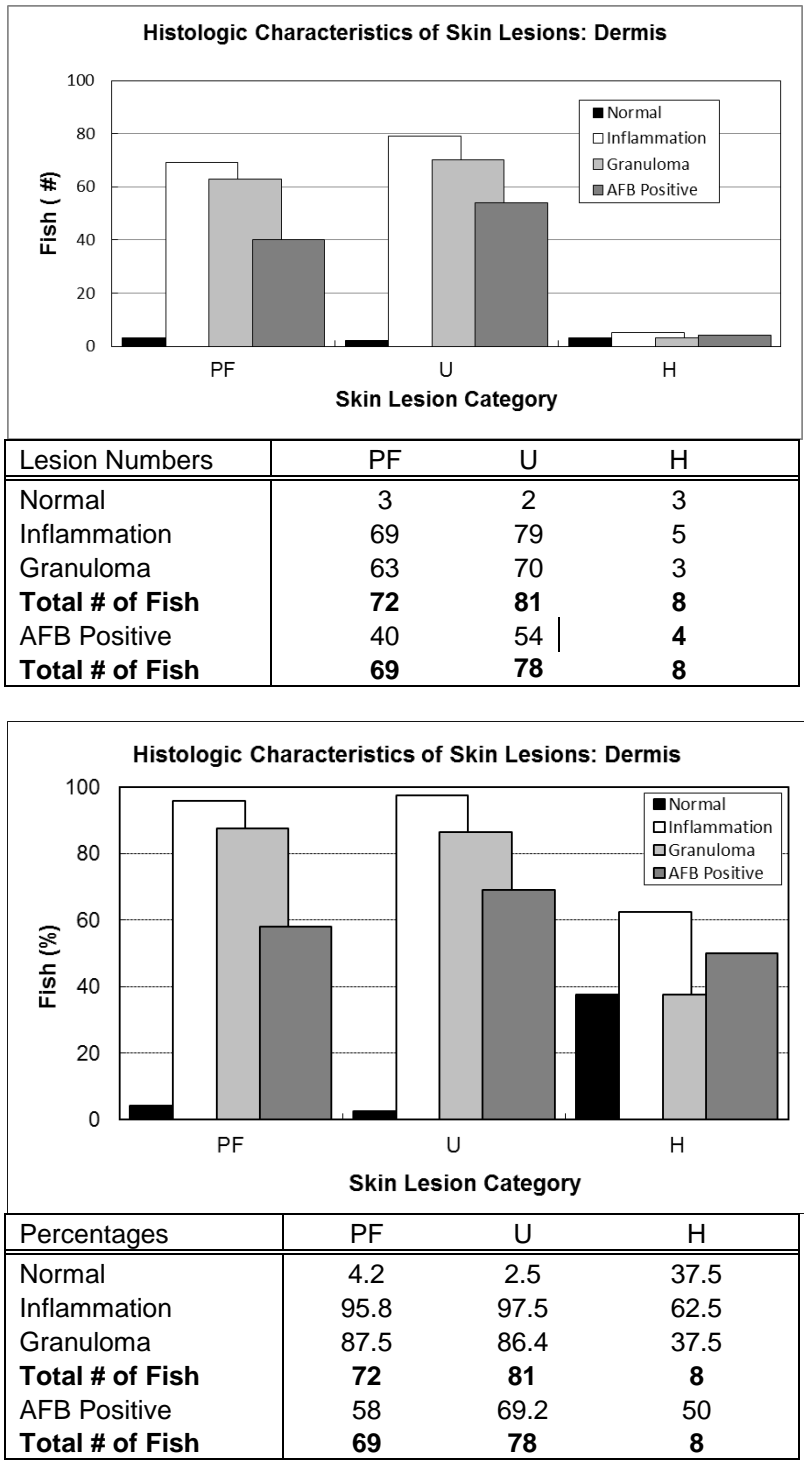 Histologic Characteristics of Skin Lesions: Dermis
100
80
60
40
20
0
Fish ( #)
Normal
Inflammation
Granuloma
AFB Positive
PF U H
Skin Lesion Category
Lesion Numbers PF U H
Normal 3 2 3
Inflammation 69 79 5
Granuloma 63 70 3
Total # of Fish 72 81 8
AFB Positive 40 54 4
Total # of Fish 69 78 8
Histologic Characteristics of Skin Lesions: Dermis
100
80
60
40
20
0
Fish (%)
Normal
Inflammation
Granuloma
AFB Positive
PF U H
Skin Lesion Category
Percentages PF U H
Normal 4.2 2.5 37.5
Inflammation 95.8 97.5 62.5
Granuloma 87.5 86.4 37.5
Total # of Fish 72 81 8
AFB Positive 58 69.2 50
Total # of Fish 69 78 8